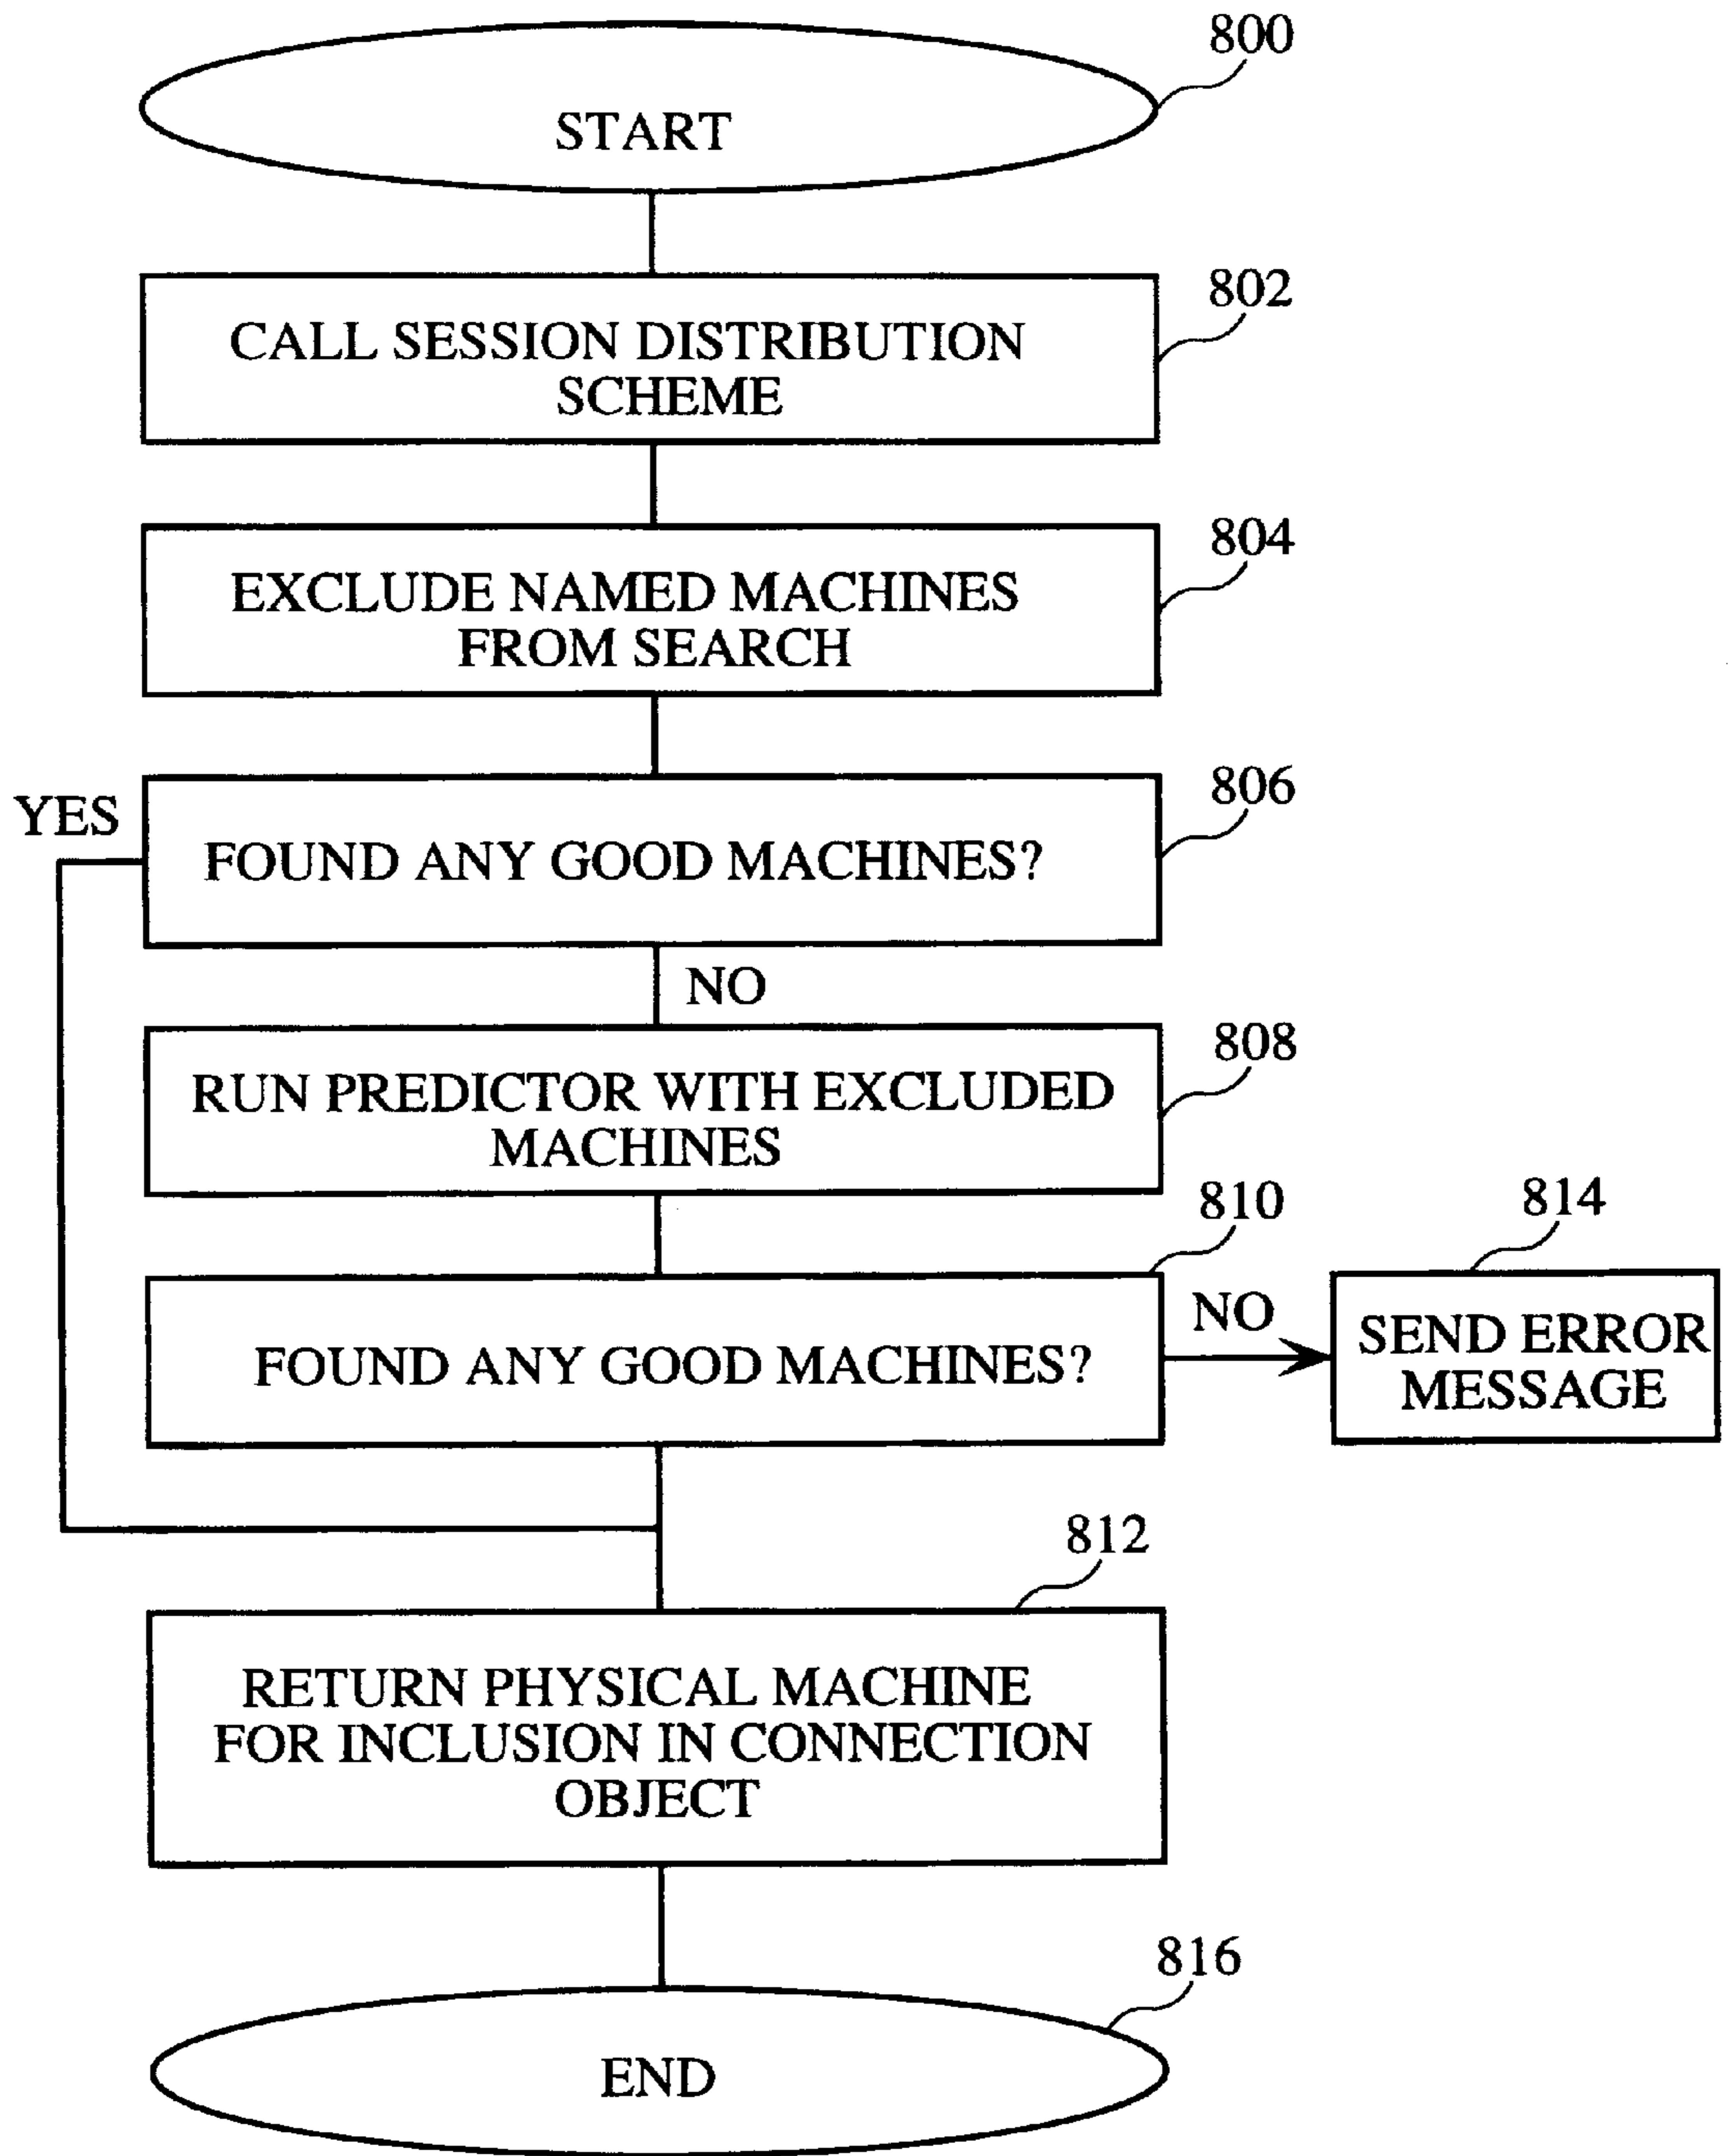 800
START
802
CALL SESSION DISTRIBUTION
SCHEME
804
EXCLUDE NAMED MACHINES
FROM SEARCH
806
YES
FOUND ANY GOOD MACHINES?
NO
808
RUN PREDICTOR WITH EXCLUDED
MACHINES
810
814
NO
SEND ERROR
MESSAGE
FOUND ANY GOOD MACHINES?
812
RETURN PHYSICAL MACHINE
FOR INCLUSION IN CONNECTION
OBJECT
816
END